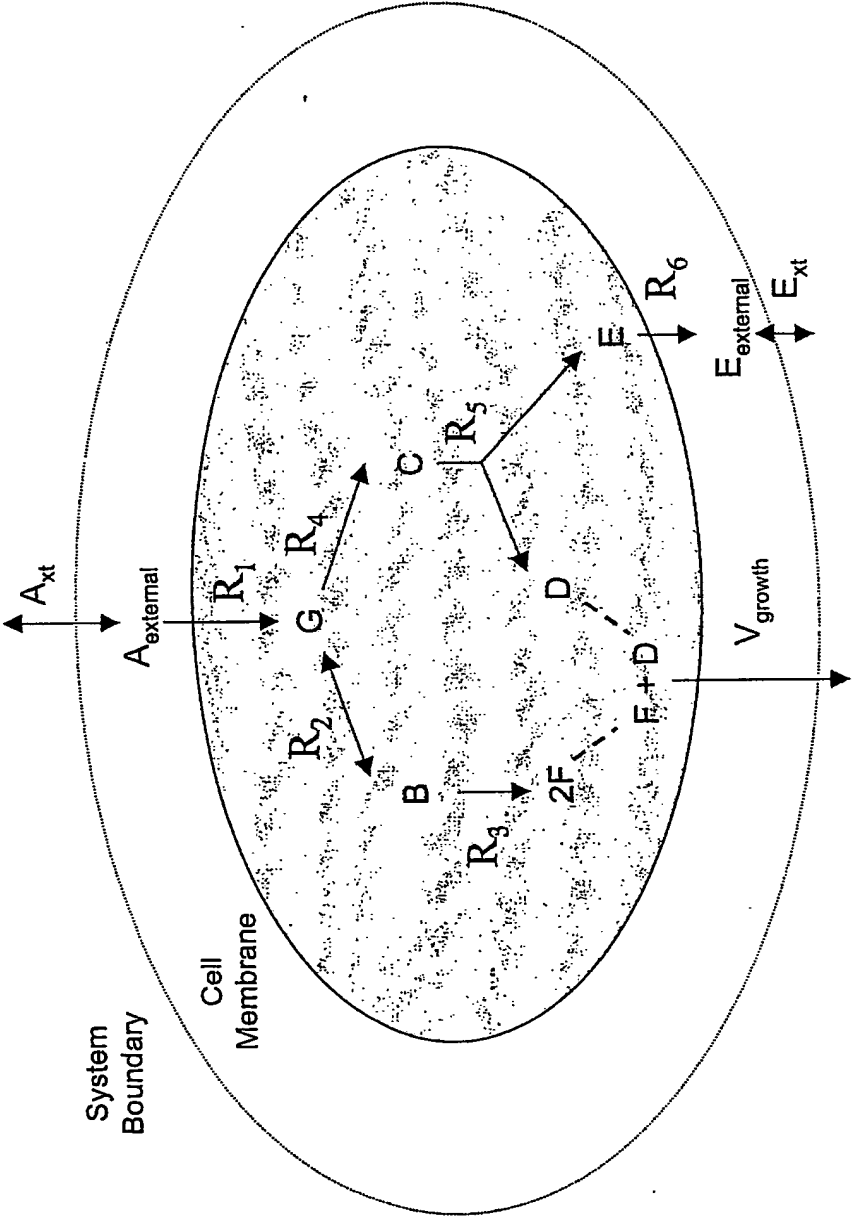 System
Boundary
Cell
Membrane
A_xt
A_external
R_1
G
R_2
R_4
B
C
R_3
R_5
2F
D
E
F + D
R_6
V_growth
E_external
E_xt